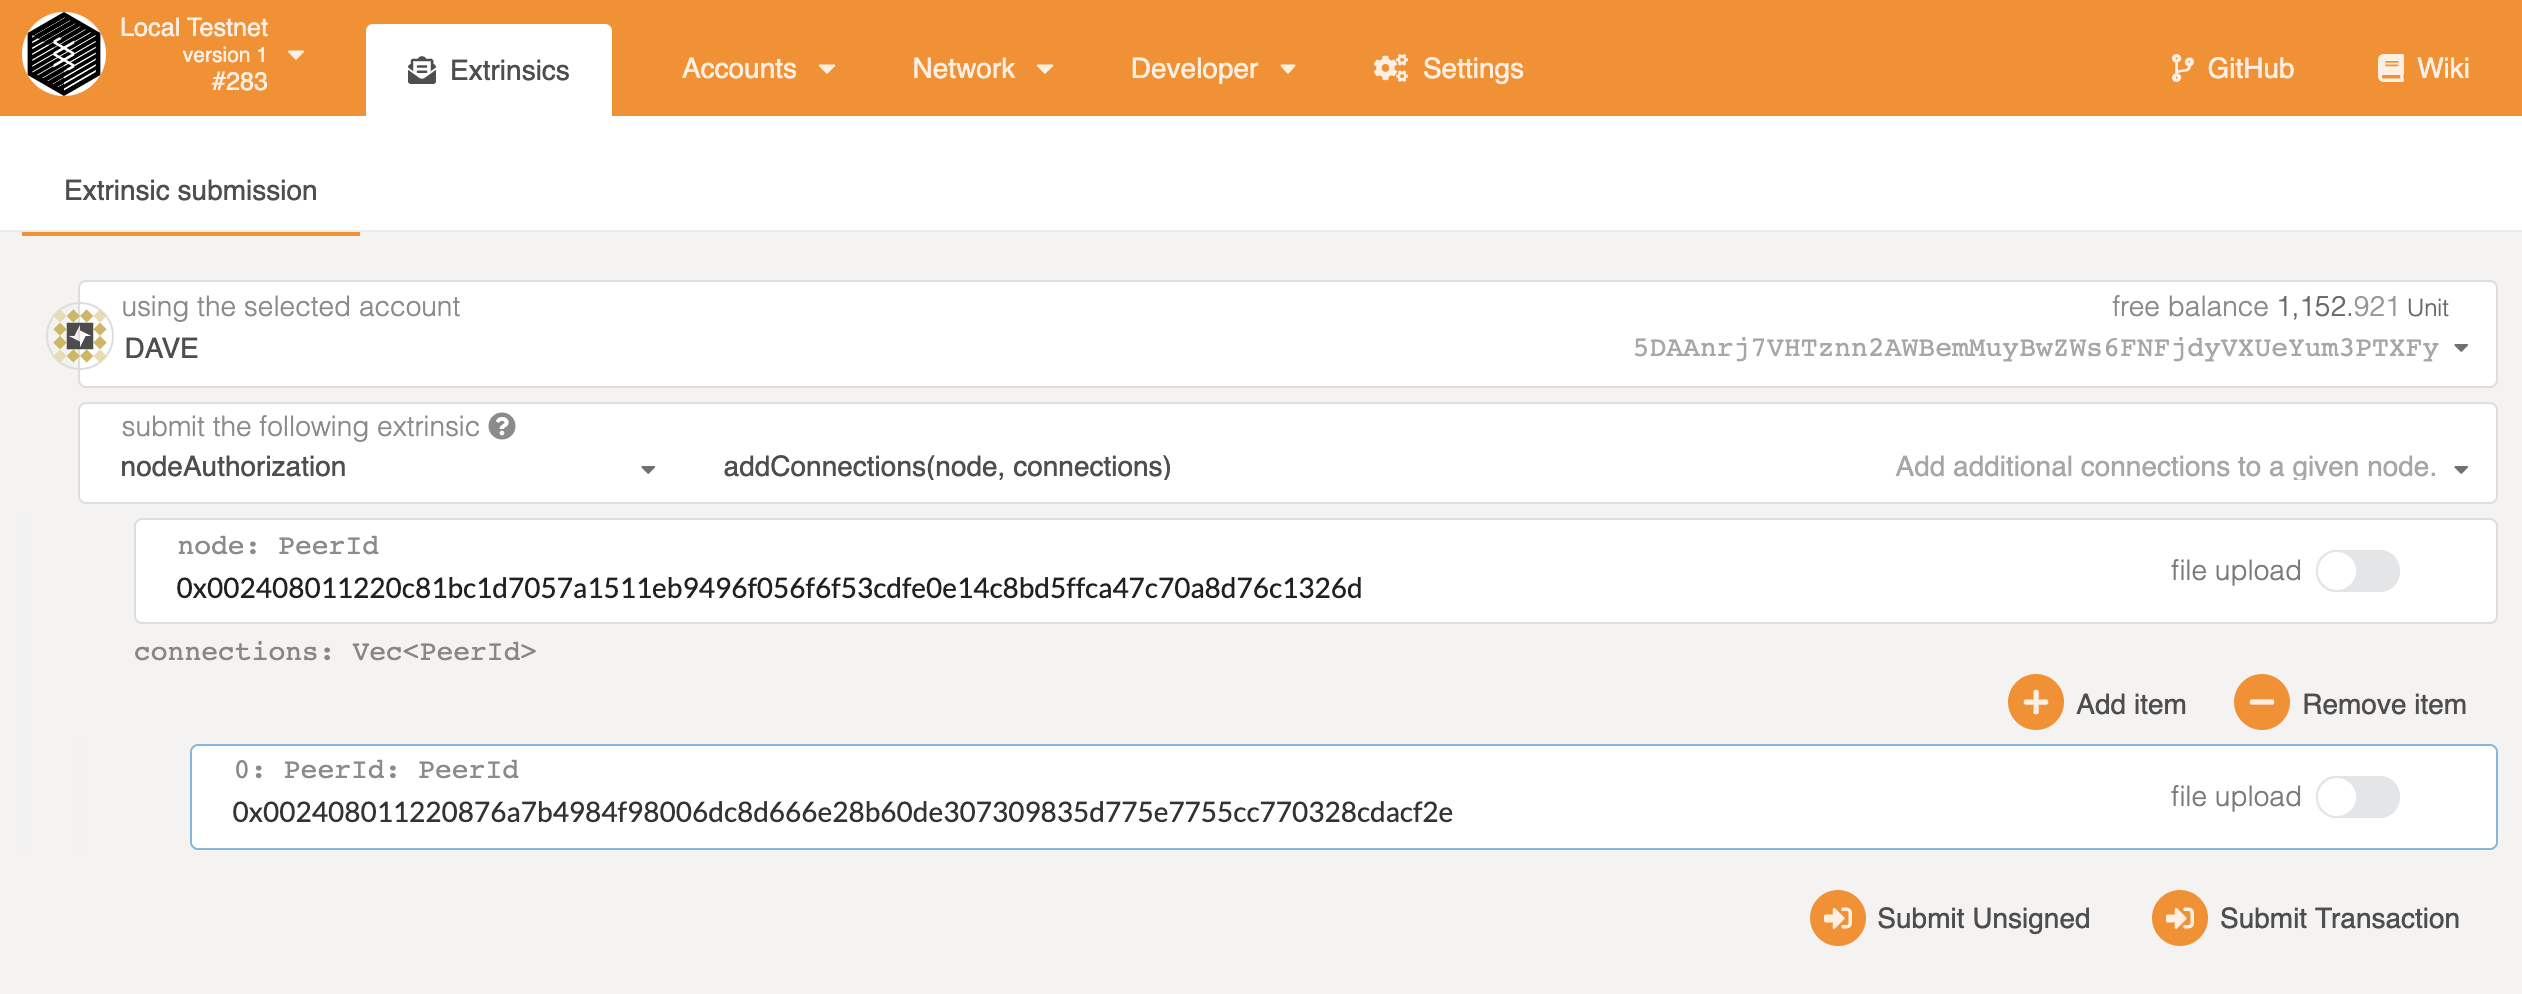 Local Testnet
version 1
#283
Extrinsics
Accounts
Network
Developer
Settings
GitHub
Wiki
Extrinsic submission
using the selected account
free balance 1,152.921 Unit
DAVE
5DAAnrj7VHTznn2AWBemMuyBwZWs6FNFjdyVXUeYum3PTXFy
submit the following extrinsic ?
nodeAuthorization
addConnections(node, connections)
Add additional connections to a given node.
node: PeerId
0x002408011220c81bc1d7057a1511eb9496f056f6f53cdfe0e14c8bd5ffca47c70a8d76c1326d
file upload
connections: Vec<PeerId>
Add item
Remove item
0: PeerId: PeerId
0x002408011220876a7b4984f98006dc8d666e28b60de307309835d775e7755cc770328cdacf2e
file upload
Submit Unsigned
Submit Transaction